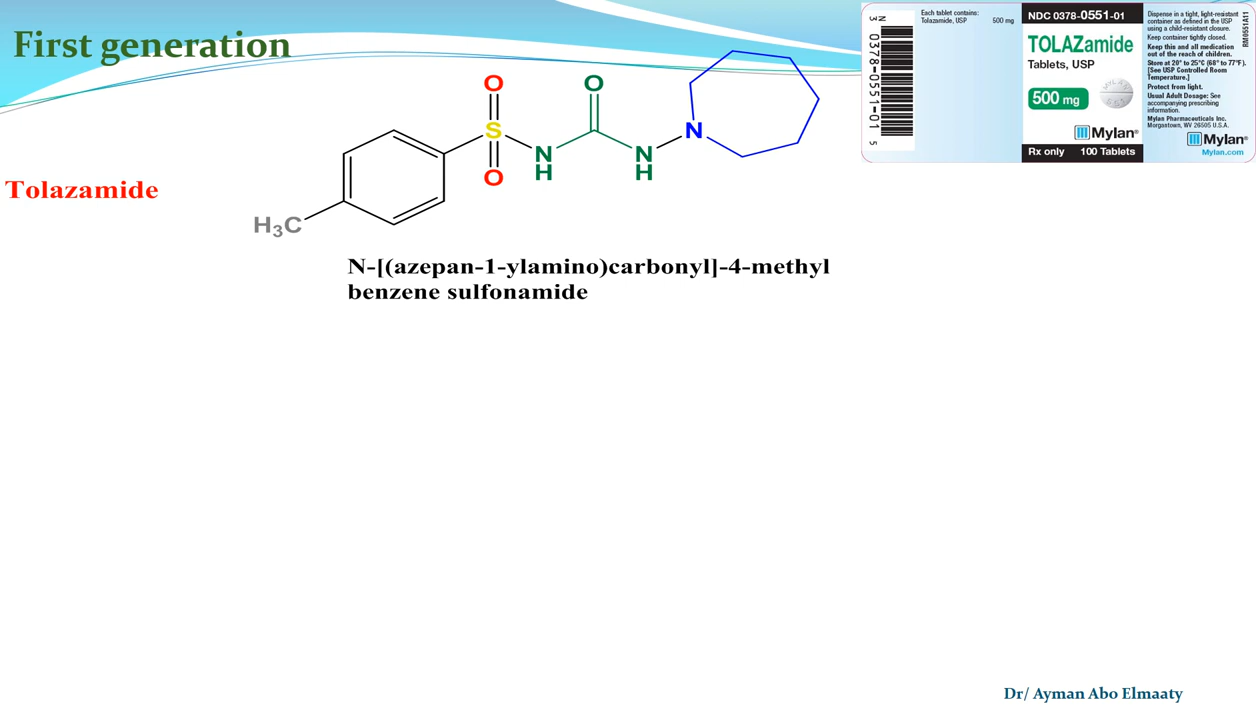 First generation
Tolazamide
O
O
S
N
H
N
H
N
O
H3C
N-[(azepan-1-ylamino)carbonyl]-4-methyl
benzene sulfonamide
N
3 0378-0551-01 5
Each tablet contains:
Tolazamide, USP 500 mg
NDC 0378-0551-01
TOLAZamide
Tablets, USP
500 mg
Mylan®
Rx only 100 Tablets
Dispense in a tight, light-resistant
container as defined in the USP
using a child-resistant closure.
Keep container tightly closed.
Keep this and all medication
out of the reach of children.
Store at 20° to 25°C (68° to 77°F).
[See USP Controlled Room
Temperature.]
Protect from light.
Usual Adult Dosage: See
accompanying prescribing
information.
Mylan Pharmaceuticals Inc.
Morgantown, WV 26505 U.S.A.
Mylan®
Mylan.com
RM0551A11
Dr/ Ayman Abo Elmaaty